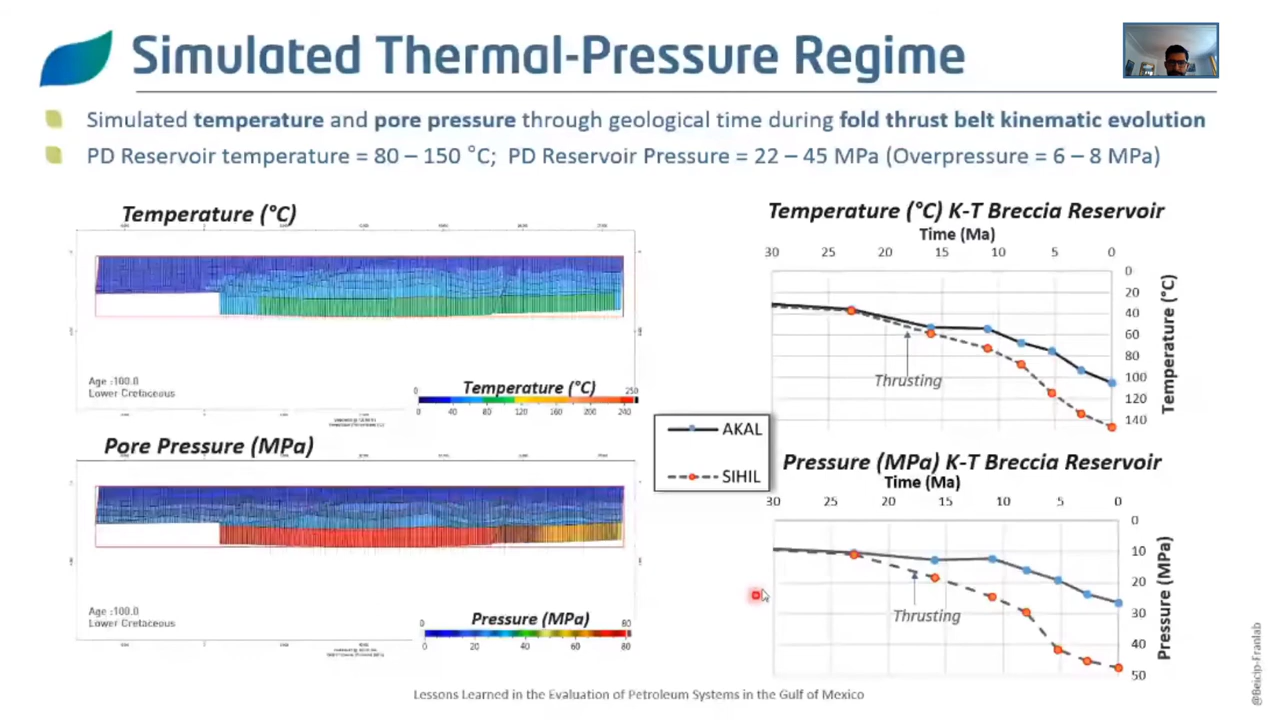 Simulated Thermal-Pressure Regime
Simulated temperature and pore pressure through geological time during fold thrust belt kinematic evolution
PD Reservoir temperature = 80 – 150 °C; PD Reservoir Pressure = 22 – 45 MPa (Overpressure = 6 – 8 MPa)
Temperature (°C)
Age :100.0
Lower Cretaceous
Temperature (°C)
0 250
0 40 80 120 160 200 240
Pore Pressure (MPa)
Age :100.0
Lower Cretaceous
Pressure (MPa)
0 80
0 20 40 60 80
AKAL
SIHIL
Temperature (°C) K-T Breccia Reservoir
Time (Ma)
30 25 20 15 10 5 0
0
20
40
60
80
100
120
140
Temperature (°C)
Thrusting
Pressure (MPa) K-T Breccia Reservoir
Time (Ma)
30 25 20 15 10 5 0
0
10
20
30
40
50
Pressure (MPa)
Thrusting
Lessons Learned in the Evaluation of Petroleum Systems in the Gulf of Mexico
@Beicip-Franlab